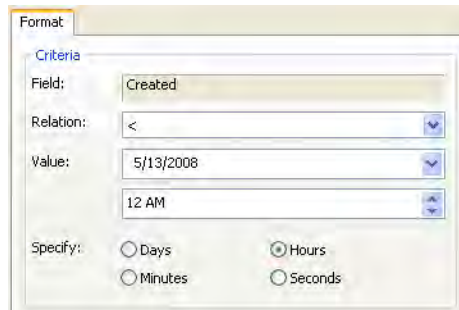 Format
Criteria
Field: Created
Relation: <
Value: 5/13/2008
12 AM
Specify: Days Hours
Minutes Seconds